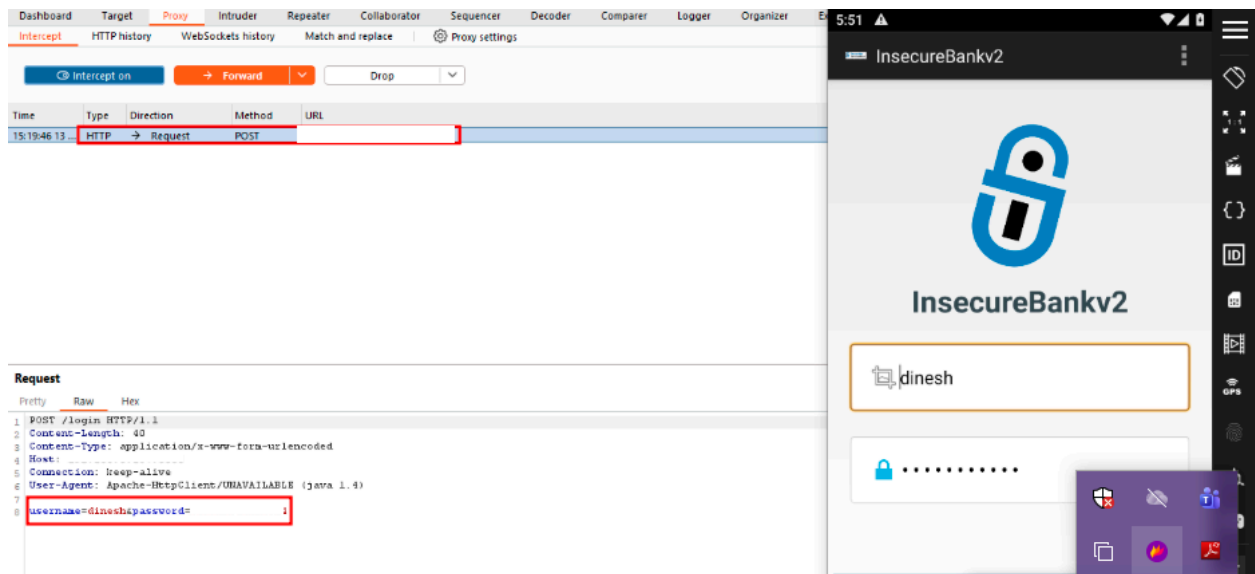 Dashboard Target Proxy Intruder Repeater Collaborator Sequencer Decoder Comparer Logger Organizer
Intercept HTTP history WebSockets history Match and replace Proxy settings
Intercept on Forward Drop
Time Type Direction Method URL
15:19:46 13 ... HTTP → Request POST
Request
Pretty Raw Hex
1 POST /login HTTP/1.1
2 Content-Length: 40
3 Content-Type: application/x-www-form-urlencoded
4 Host:
5 Connection: keep-alive
6 User-Agent: Apache-HttpClient/UNAVAILABLE (java 1.4)
7
8 username=dinesh&password= 1
5:51
InsecureBankv2
InsecureBankv2
dinesh
•••••••••••
1:1
{}
ID
GPS